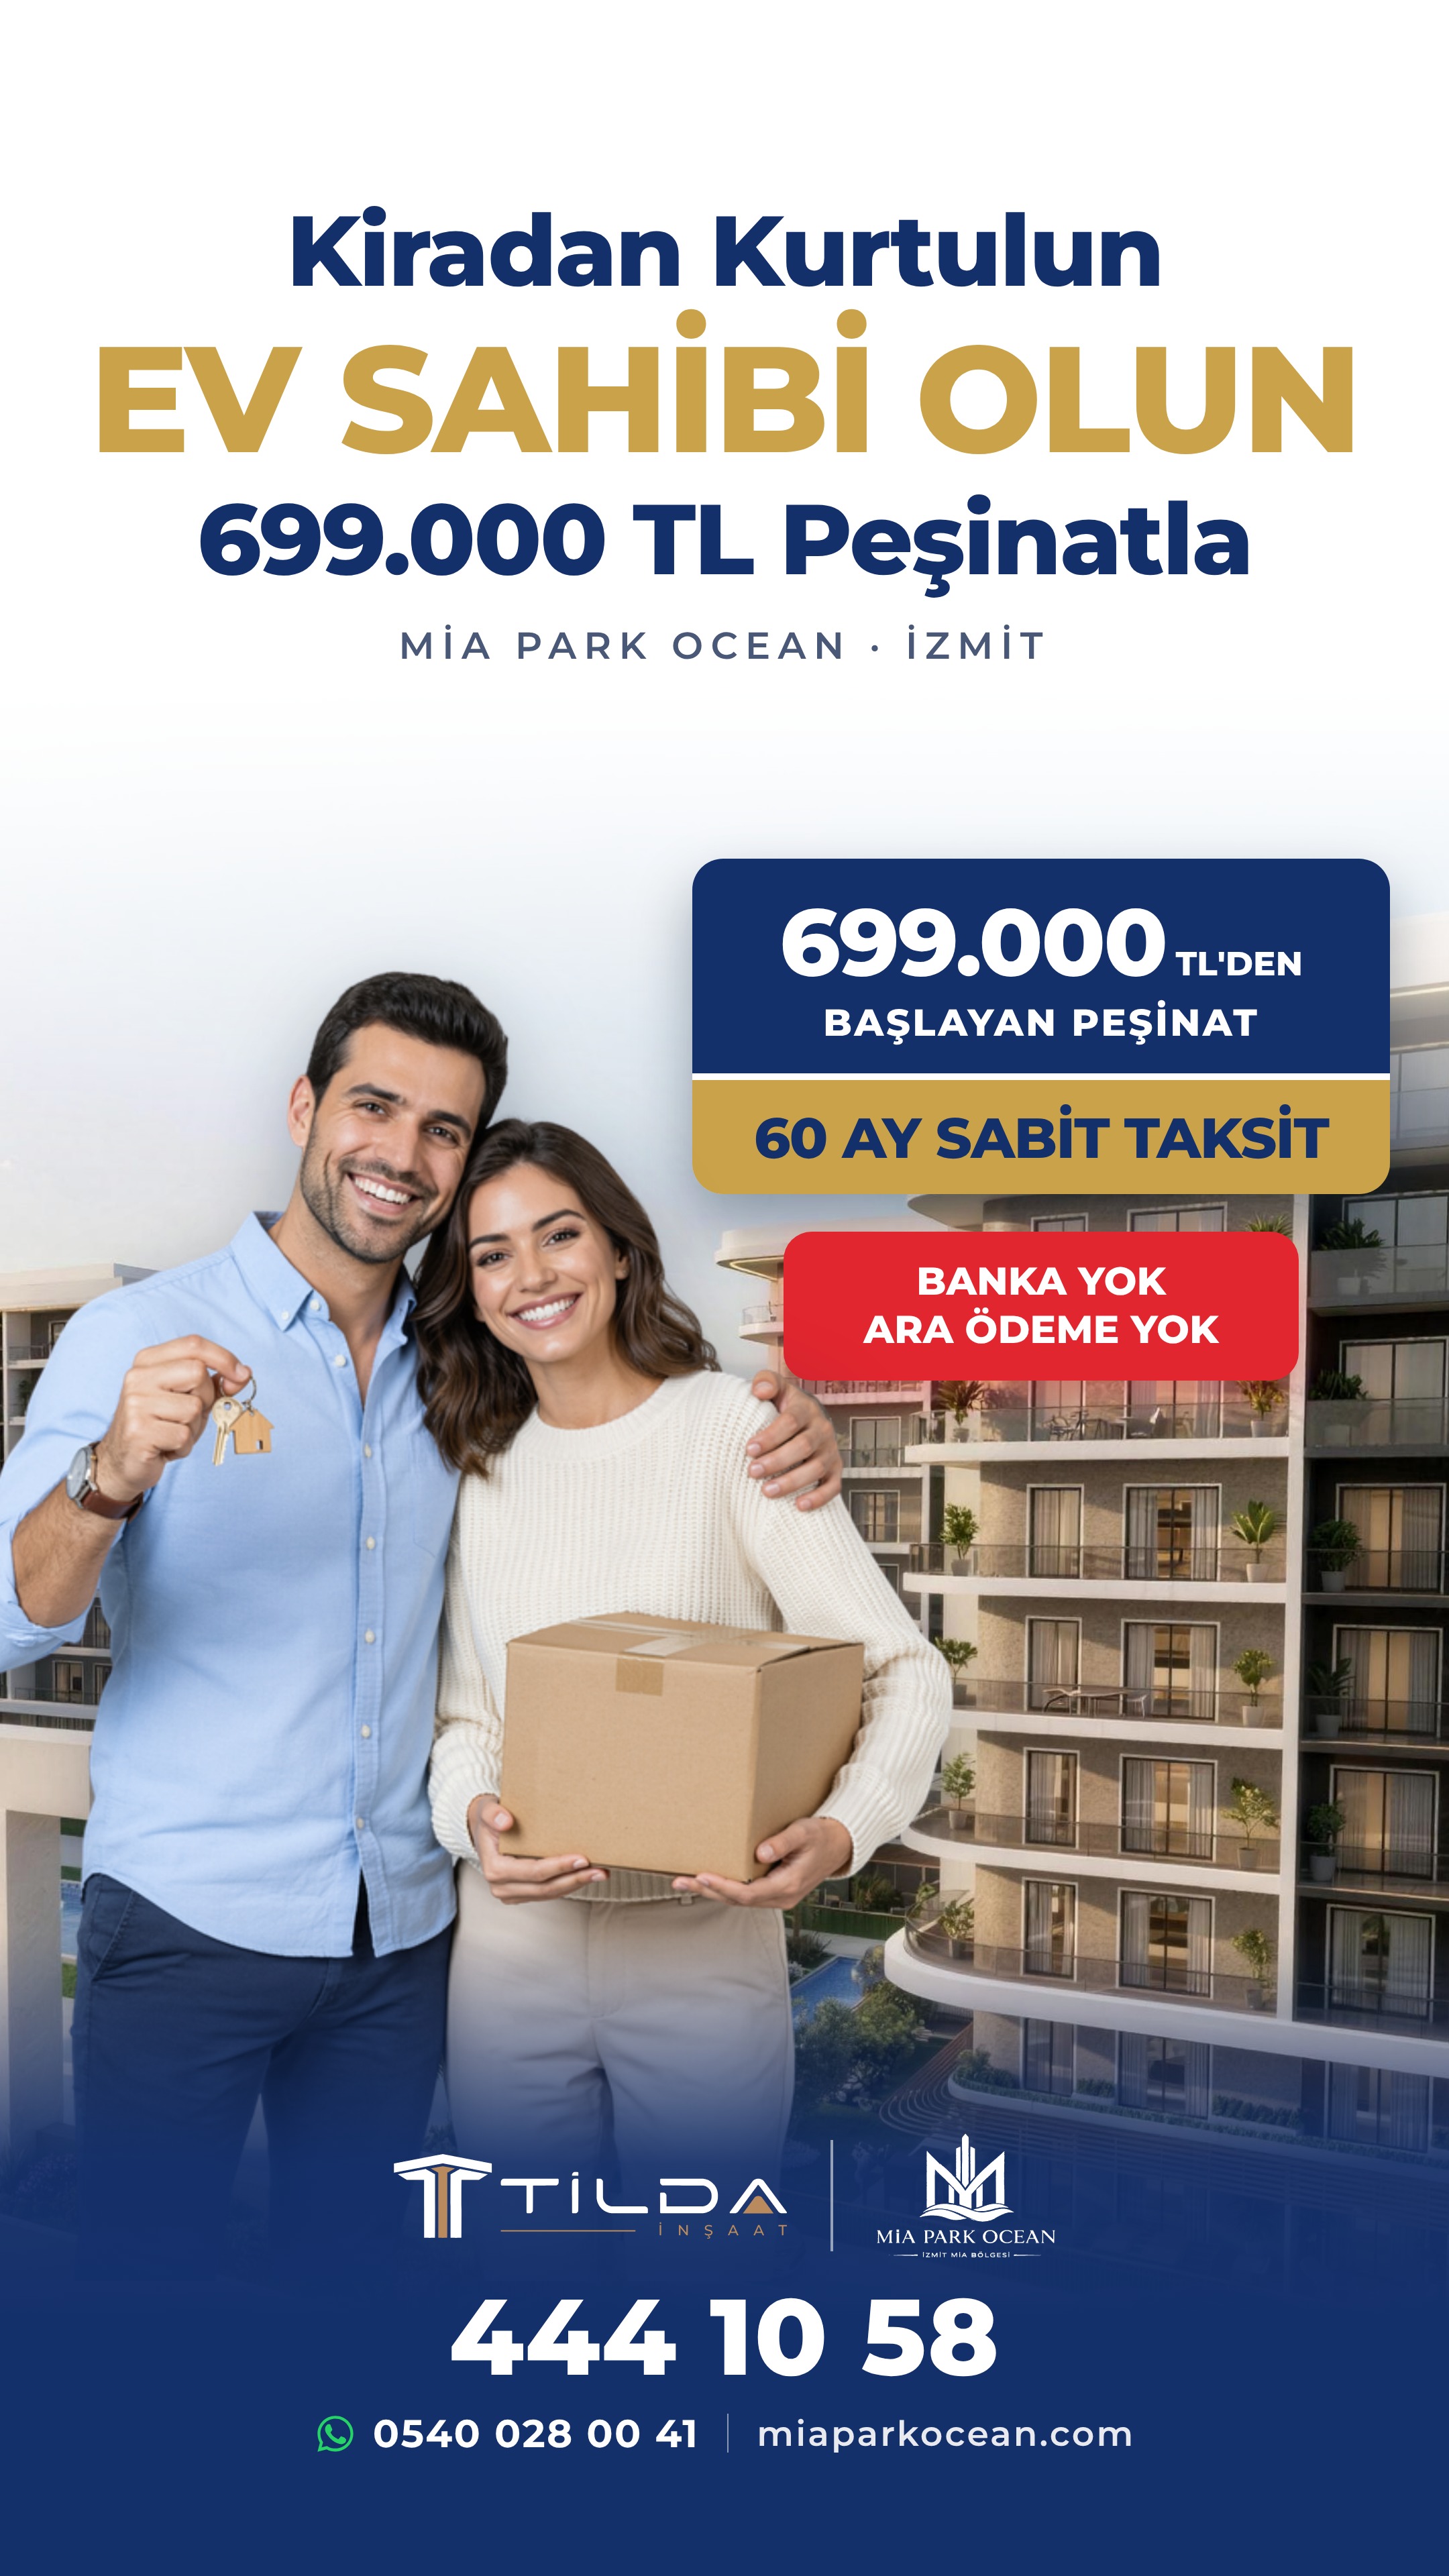 Kiradan Kurtulun
EV SAHİBİ OLUN
699.000 TL Peşinatla
MİA PARK OCEAN · İZMİT
699.000 TL'DEN
BAŞLAYAN PEŞİNAT
60 AY SABİT TAKSİT
BANKA YOK
ARA ÖDEME YOK
TİLDA
İNŞAAT
MİA PARK OCEAN
İZMİT MİA BÖLGESİ
444 10 58
0540 028 00 41
miaparkocean.com